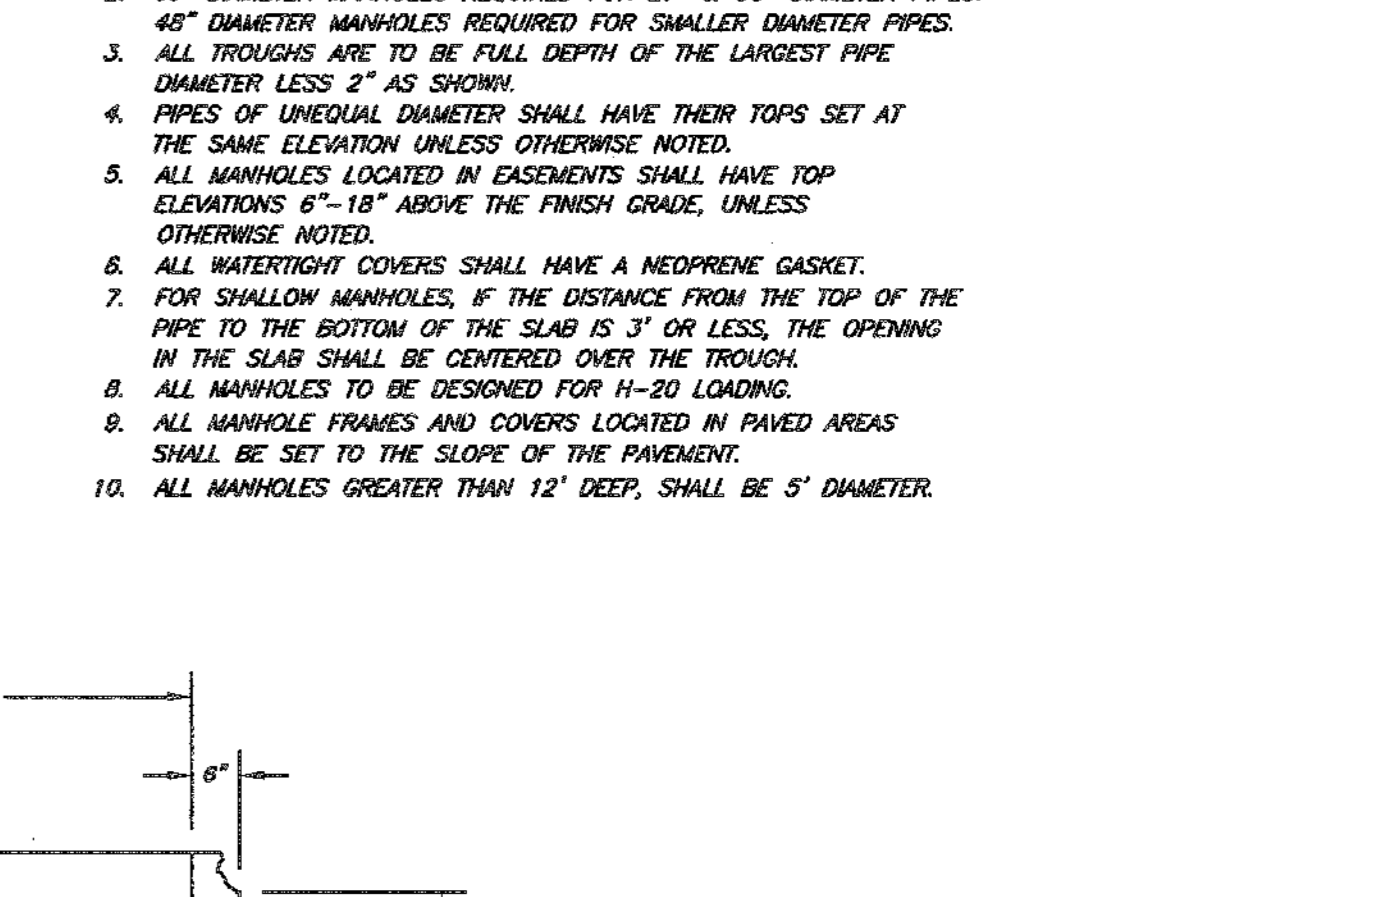 48" DIAMETER MANHOLES REQUIRED FOR SMALLER DIAMETER PIPES.
3. ALL TROUGHS ARE TO BE FULL DEPTH OF THE LARGEST PIPE
DIAMETER LESS 2" AS SHOWN.
4. PIPES OF UNEQUAL DIAMETER SHALL HAVE THEIR TOPS SET AT
THE SAME ELEVATION UNLESS OTHERWISE NOTED.
5. ALL MANHOLES LOCATED IN EASEMENTS SHALL HAVE TOP
ELEVATIONS 6"-18" ABOVE THE FINISH GRADE, UNLESS
OTHERWISE NOTED.
6. ALL WATERTIGHT COVERS SHALL HAVE A NEOPRENE GASKET.
7. FOR SHALLOW MANHOLES, IF THE DISTANCE FROM THE TOP OF THE
PIPE TO THE BOTTOM OF THE SLAB IS 3' OR LESS, THE OPENING
IN THE SLAB SHALL BE CENTERED OVER THE TROUGH.
8. ALL MANHOLES TO BE DESIGNED FOR H-20 LOADING.
9. ALL MANHOLE FRAMES AND COVERS LOCATED IN PAVED AREAS
SHALL BE SET TO THE SLOPE OF THE PAVEMENT.
10. ALL MANHOLES GREATER THAN 12' DEEP, SHALL BE 5' DIAMETER.
6"